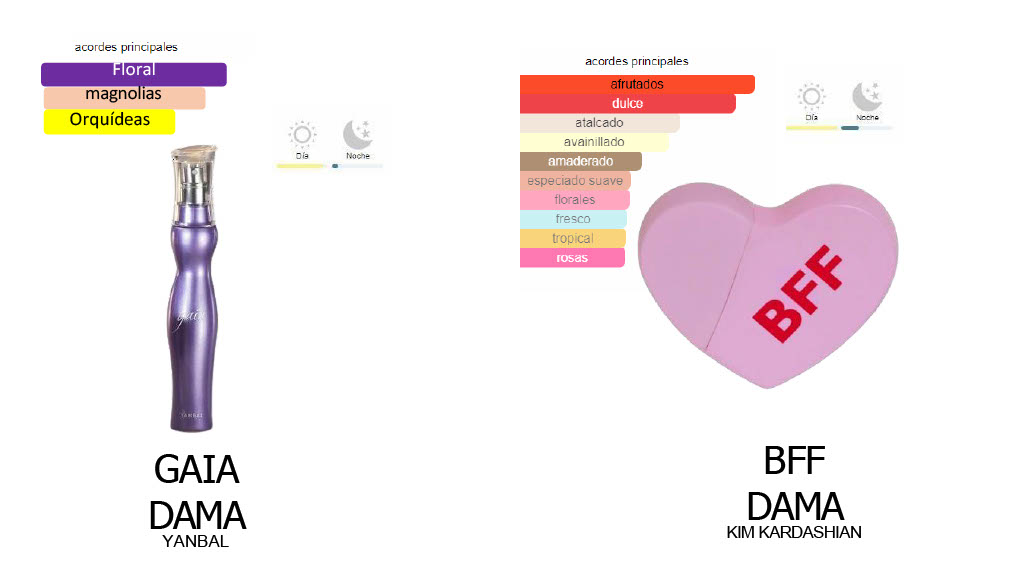 acordes principales
Floral
magnolias
Orquídeas
Día
Noche
gaia
YANBAL
GAIA
DAMA
YANBAL
acordes principales
afrutados
dulce
atalcado
avainillado
amaderado
especiado suave
florales
fresco
tropical
rosas
Día
Noche
BFF
BFF
DAMA
KIM KARDASHIAN